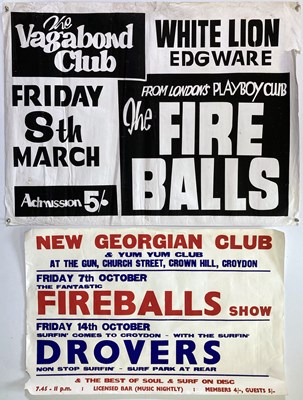 The
Vagabond
Club
WHITE LION
EDGWARE
FRIDAY
8th
MARCH
Admission 5/-
FROM LONDON'S PLAYBOY CLUB
The
FIRE
BALLS
NEW GEORGIAN CLUB
& YUM YUM CLUB
AT THE GUN, CHURCH STREET, CROWN HILL, CROYDON
FRIDAY 7th OCTOBER
THE FANTASTIC
FIREBALLS SHOW
FRIDAY 14th OCTOBER
SURFIN' COMES TO CROYDON - WITH THE SURFIN'
DROVERS
NON STOP SURFIN' - SURF PARK AT REAR
& THE BEST OF SOUL & SURF ON DISC
7.45 - 11 p.m. | LICENSED BAR (MUSIC NIGHTLY) | MEMBERS 4/-, GUESTS 5/-